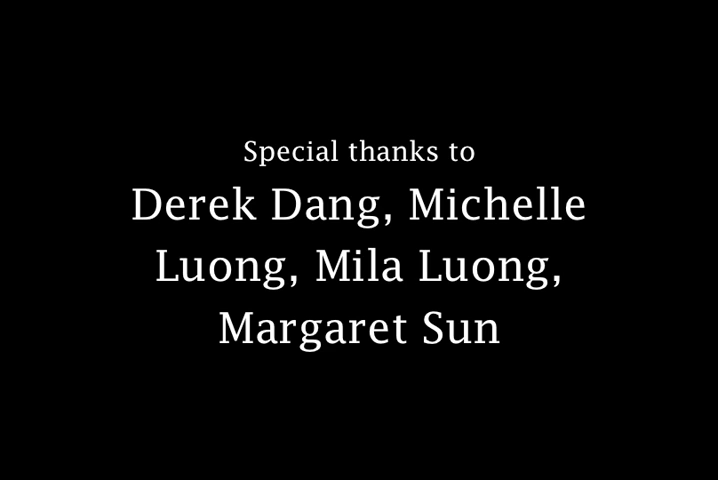 Special thanks to
Derek Dang, Michelle
Luong, Mila Luong,
Margaret Sun